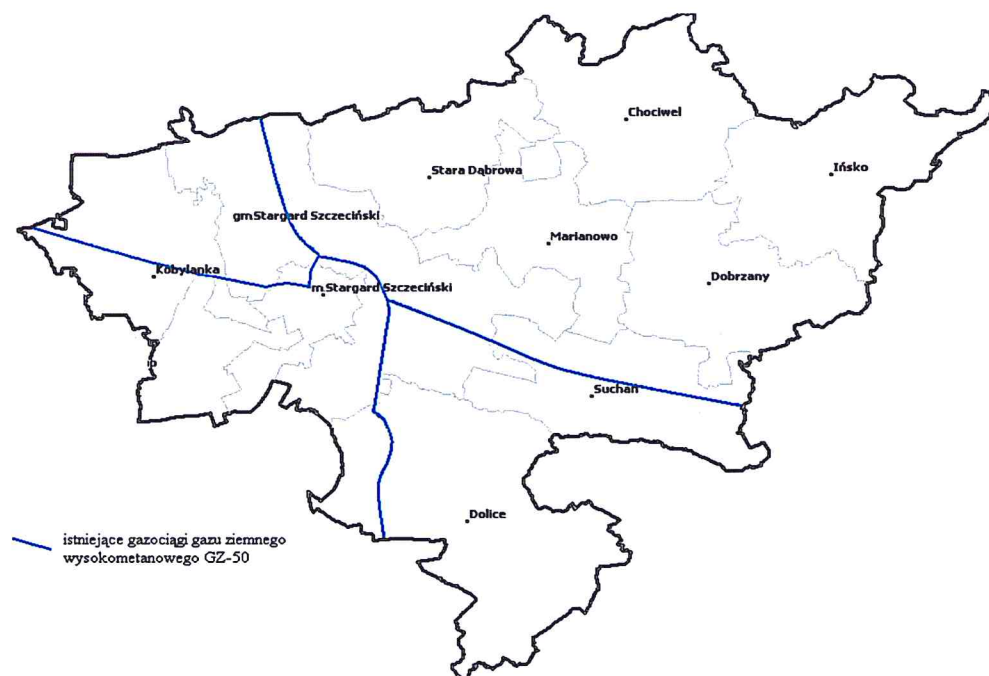 Chociwel
Ińsko
Stara Dąbrowa
gm.Stargard Szczeciński
Marianowo
Kobylanka
Dobrzany
m.Stargard Szczeciński
Suchań
Dolice
istniejące gazociągi gazu ziemnego
wysokometanowego GZ-50